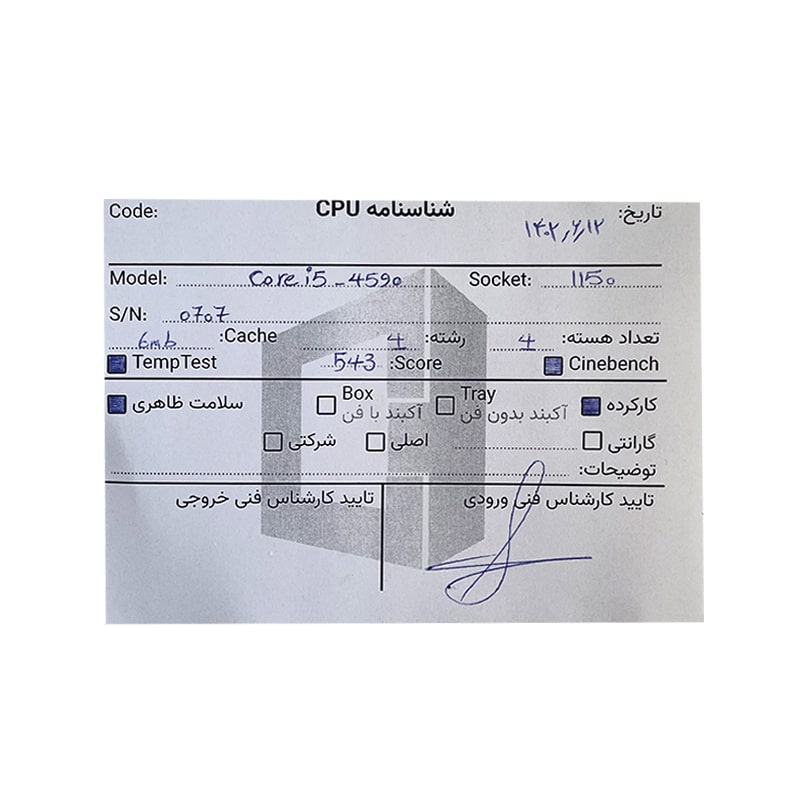 Code: شناسنامه CPU تاریخ: ۱۴۰۲/۶/۱۲
Model: Core i5-4590 Socket: 1150
S/N: 0707
تعداد هسته: 4 رشته: 4 Cache: 6mb
Cinebench Score: 543 TempTest
کارکرده Tray آکبند بدون فن Box آکبند با فن سلامت ظاهری
گارانتی اصلی شرکتی
توضیحات:
تایید کارشناس فنی ورودی تایید کارشناس فنی خروجی